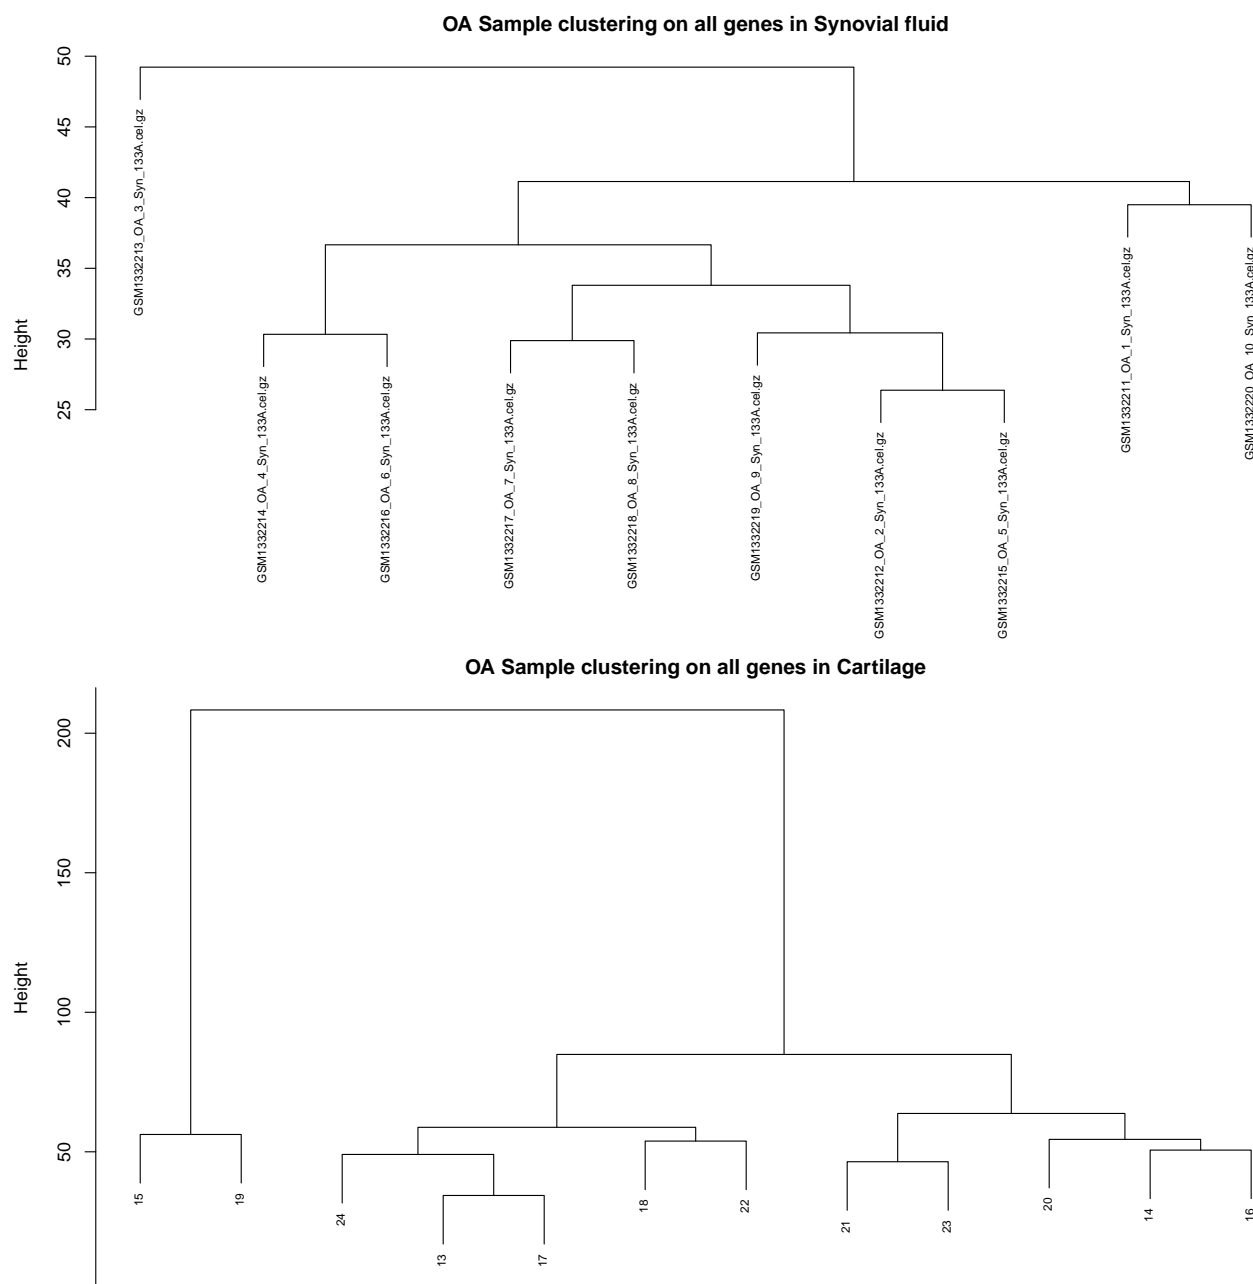 OA Sample clustering on all genes in Synovial fluid
50
45
40
35
30
25
Height
GSM1332213_OA_3_Syn_133A.cel.gz
GSM1332214_OA_4_Syn_133A.cel.gz
GSM1332216_OA_6_Syn_133A.cel.gz
GSM1332217_OA_7_Syn_133A.cel.gz
GSM1332218_OA_8_Syn_133A.cel.gz
GSM1332219_OA_9_Syn_133A.cel.gz
GSM1332212_OA_2_Syn_133A.cel.gz
GSM1332215_OA_5_Syn_133A.cel.gz
GSM1332211_OA_1_Syn_133A.cel.gz
GSM1332220_OA_10_Syn_133A.cel.gz
OA Sample clustering on all genes in Cartilage
200
150
100
50
Height
15
19
24
13
17
18
22
21
23
20
14
16